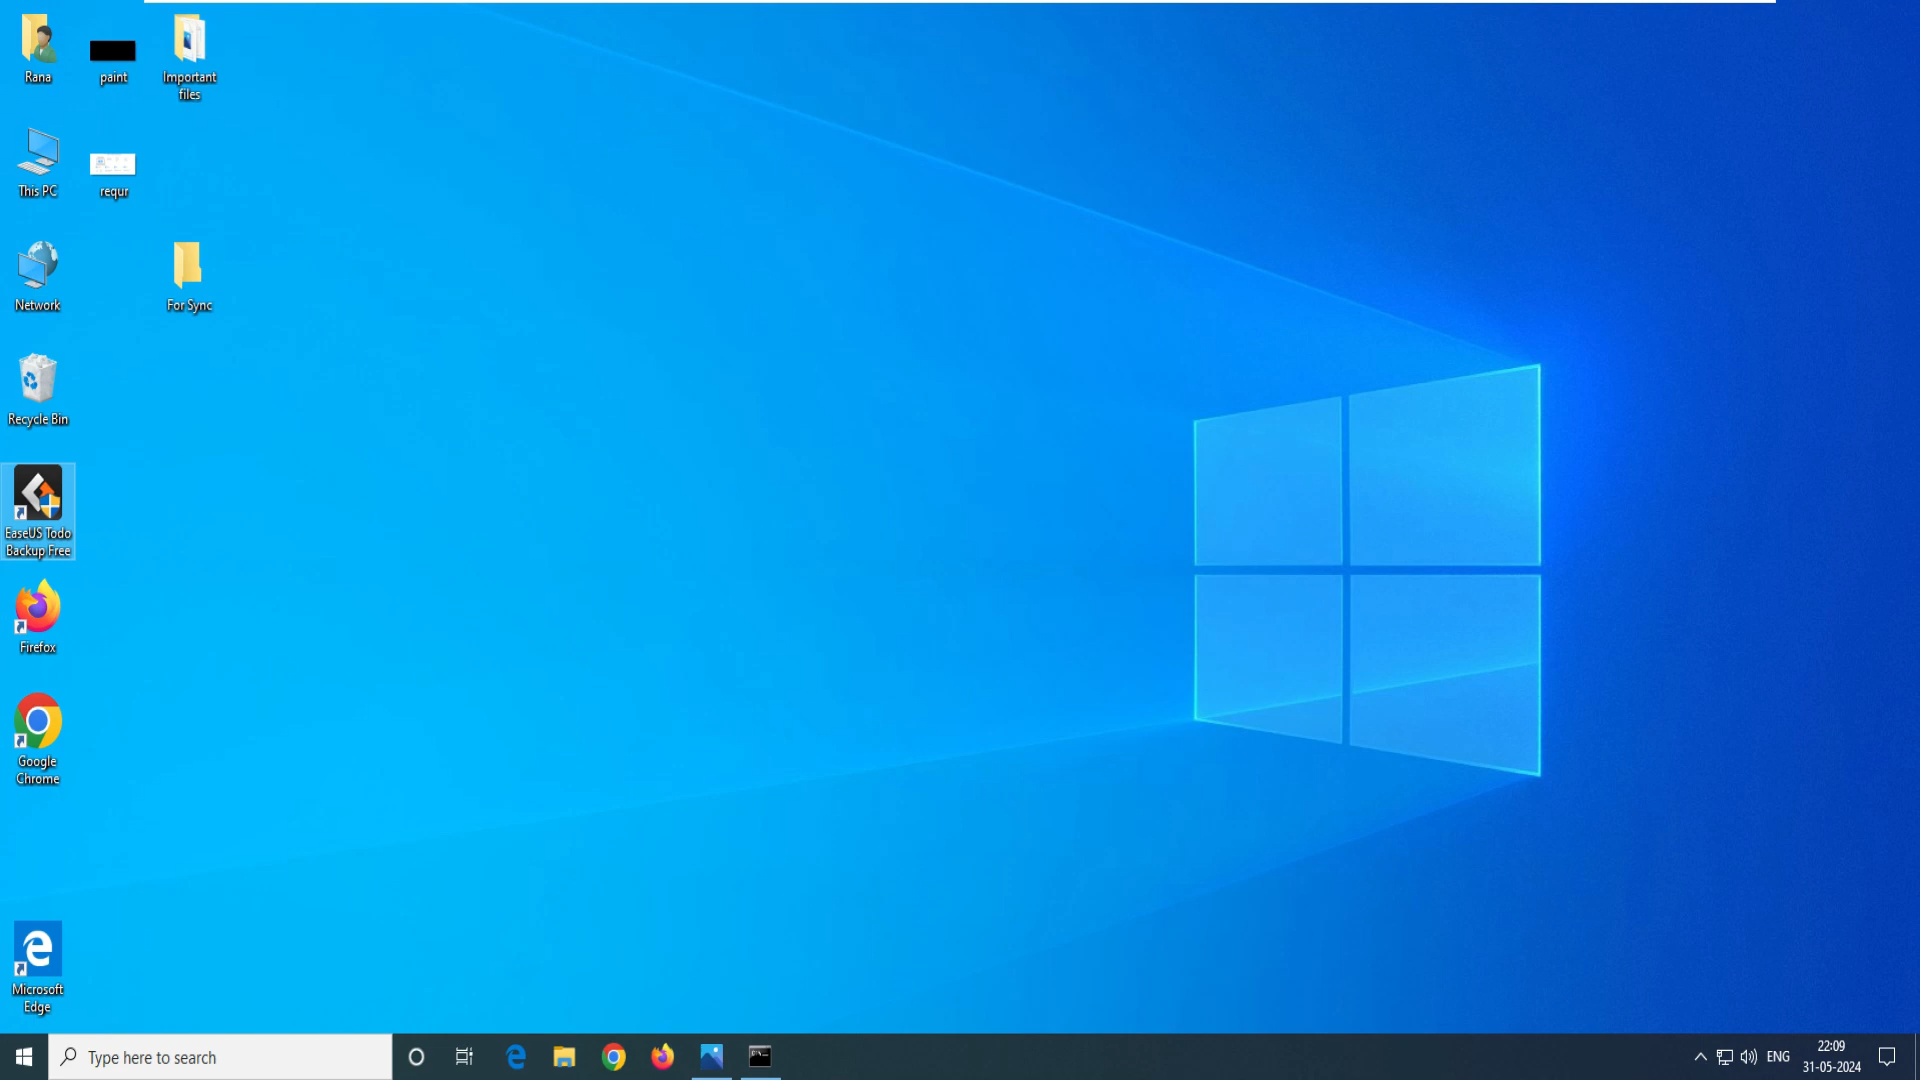 Rana
paint
Important
files
This PC
requr
Network
For Sync
Recycle Bin
EaseUS Todo
Backup Free
Firefox
Google
Chrome
Microsoft
Edge
Type here to search
ENG
22:09
31-05-2024